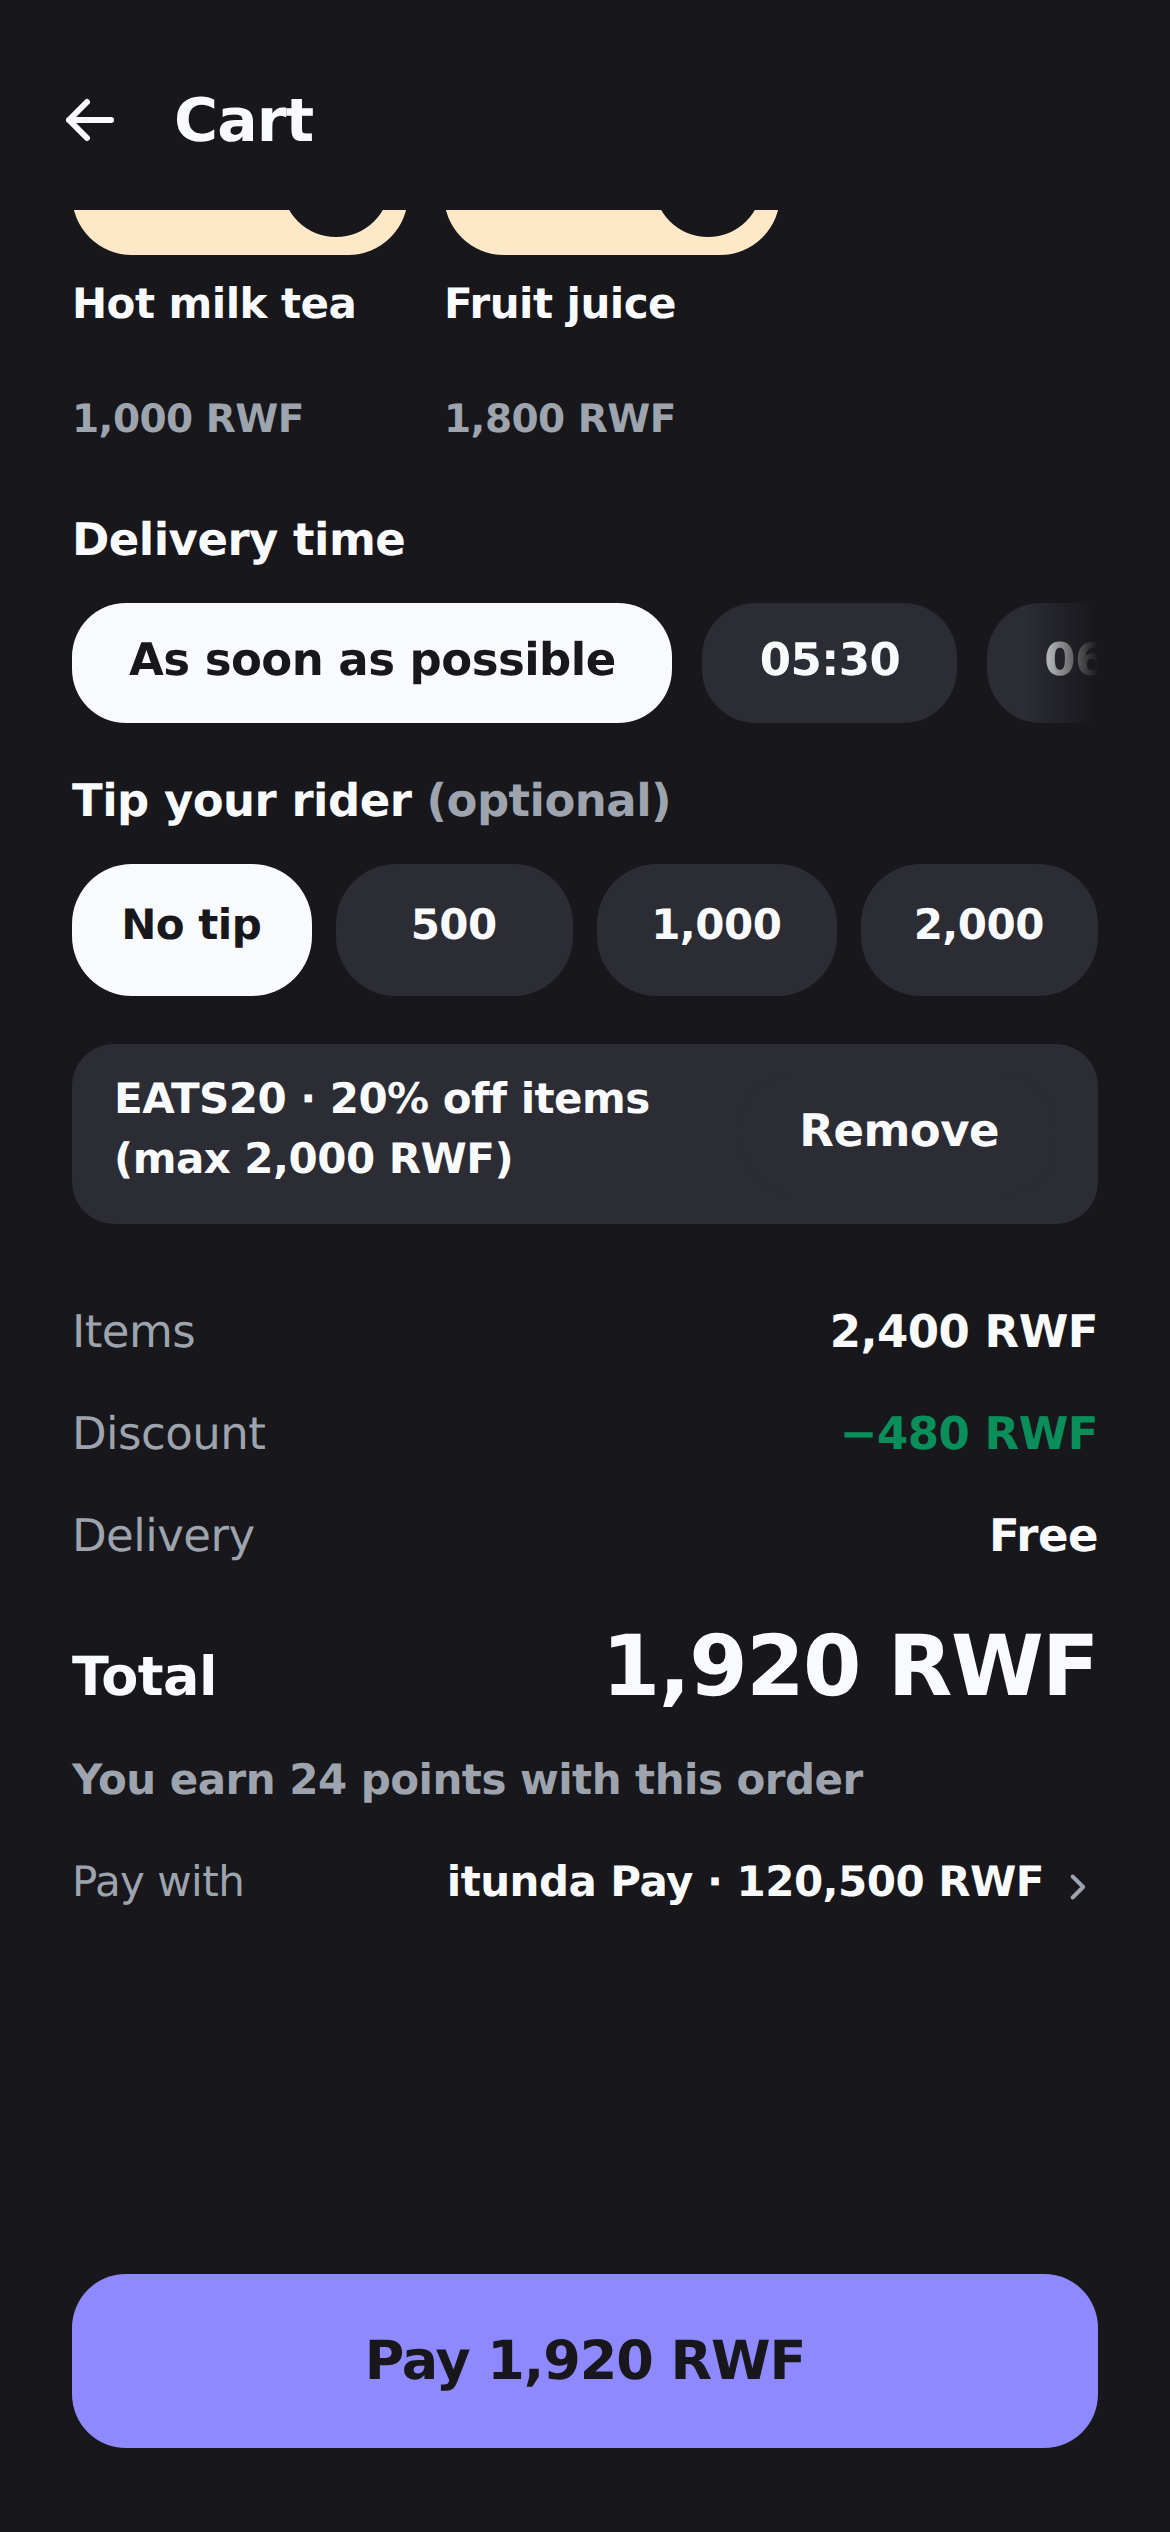 Cart
Hot milk tea
Fruit juice
1,000 RWF
1,800 RWF
Delivery time
As soon as possible
05:30
Tip your rider (optional)
No tip
500
1,000
2,000
EATS20 · 20% off items
(max 2,000 RWF)
Remove
Items
2,400 RWF
Discount
−480 RWF
Delivery
Free
Total
1,920 RWF
You earn 24 points with this order
Pay with
itunda Pay · 120,500 RWF
Pay 1,920 RWF